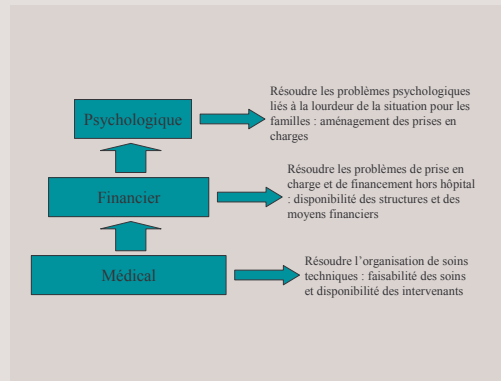 Psychologique
Résoudre les problèmes psychologiques
liés à la lourdeur de la situation pour les
familles : aménagement des prises en
charges
Financier
Résoudre les problèmes de prise en
charge et de financement hors hôpital
: disponibilité des structures et des
moyens financiers
Médical
Résoudre l’organisation de soins
techniques : faisabilité des soins
et disponibilité des intervenants